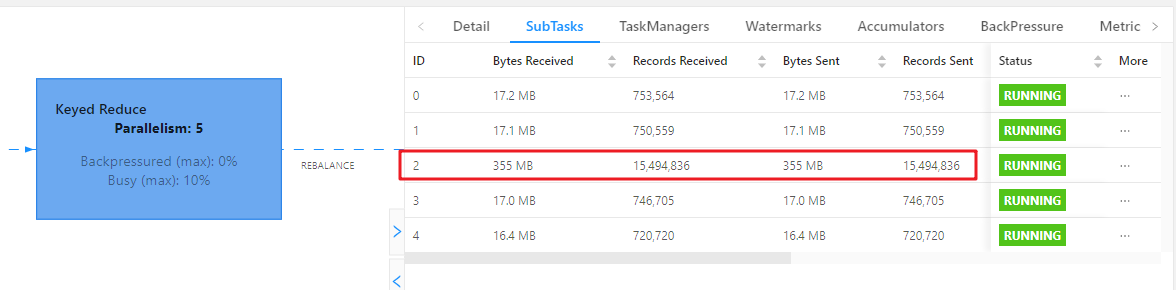 Detail SubTasks TaskManagers Watermarks Accumulators BackPressure Metric
ID Bytes Received Records Received Bytes Sent Records Sent Status More
0 17.2 MB 753,564 17.2 MB 753,564 RUNNING ...
1 17.1 MB 750,559 17.1 MB 750,559 RUNNING ...
2 355 MB 15,494,836 355 MB 15,494,836 RUNNING ...
3 17.0 MB 746,705 17.0 MB 746,705 RUNNING ...
4 16.4 MB 720,720 16.4 MB 720,720 RUNNING ...
Keyed Reduce
Parallelism: 5
Backpressured (max): 0%
Busy (max): 10%
REBALANCE